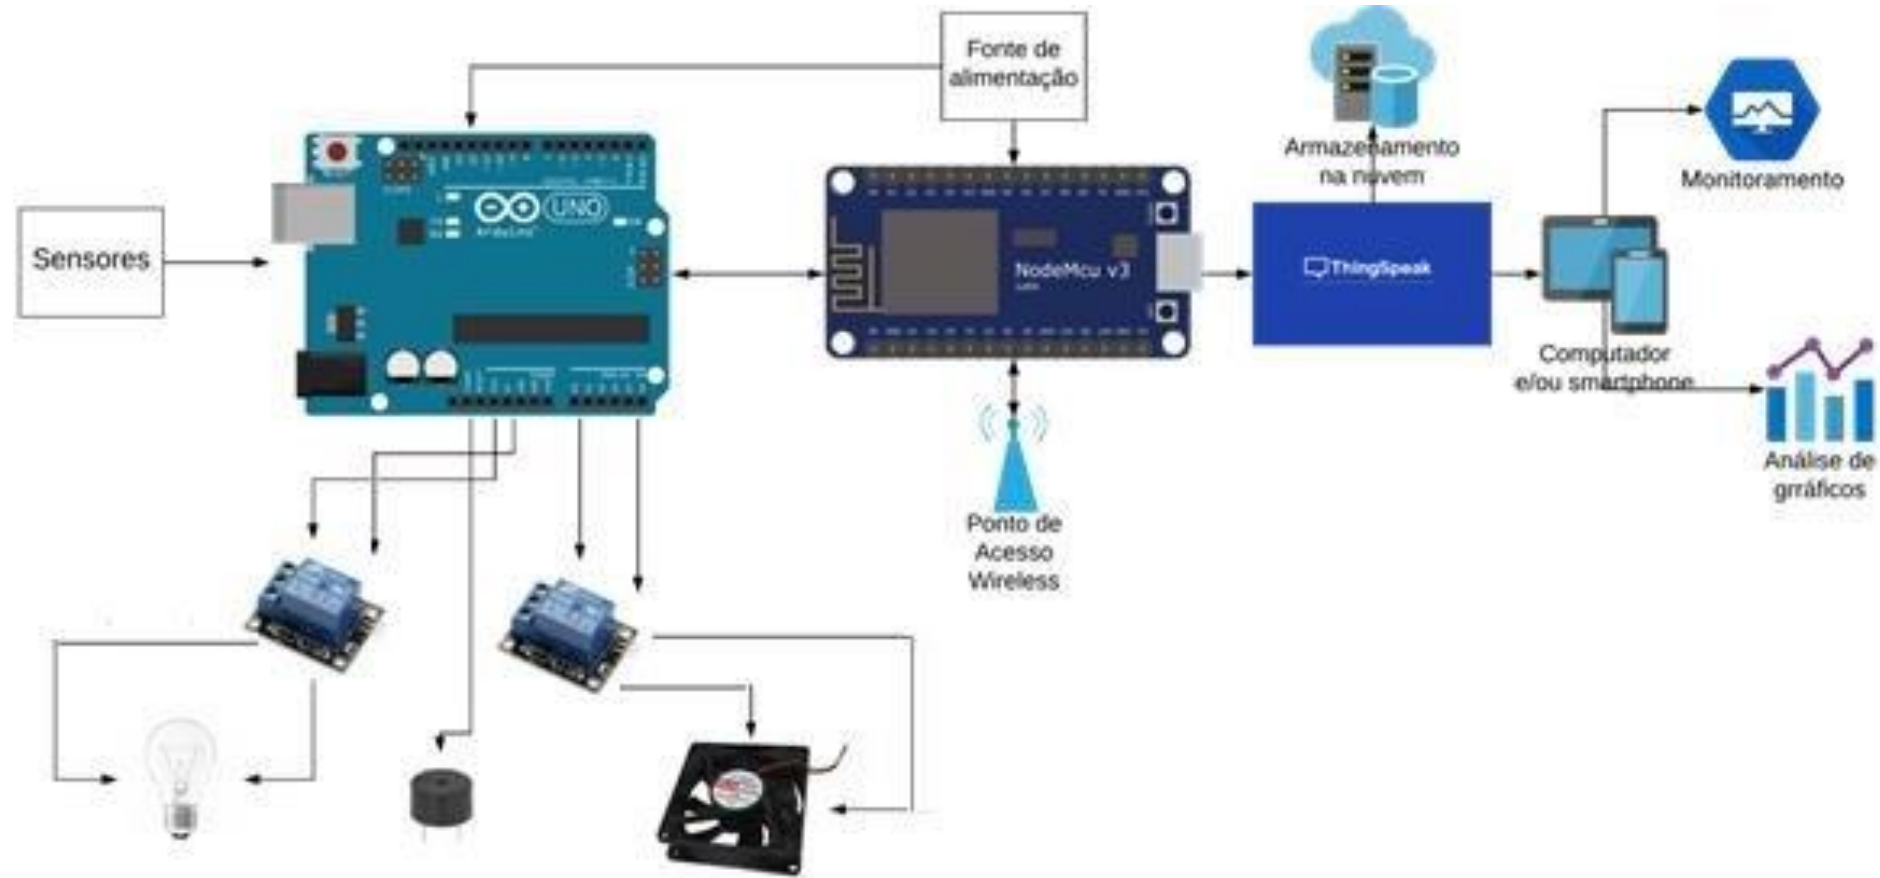 Fonte de
alimentação
Armazenamento
na nuvem
Monitoramento
Sensores
UNO
Arduino
NodeMcu v3
ThingSpeak
Computador
e/ou smartphone
Análise de
grráficos
Ponto de
Acesso
Wireless